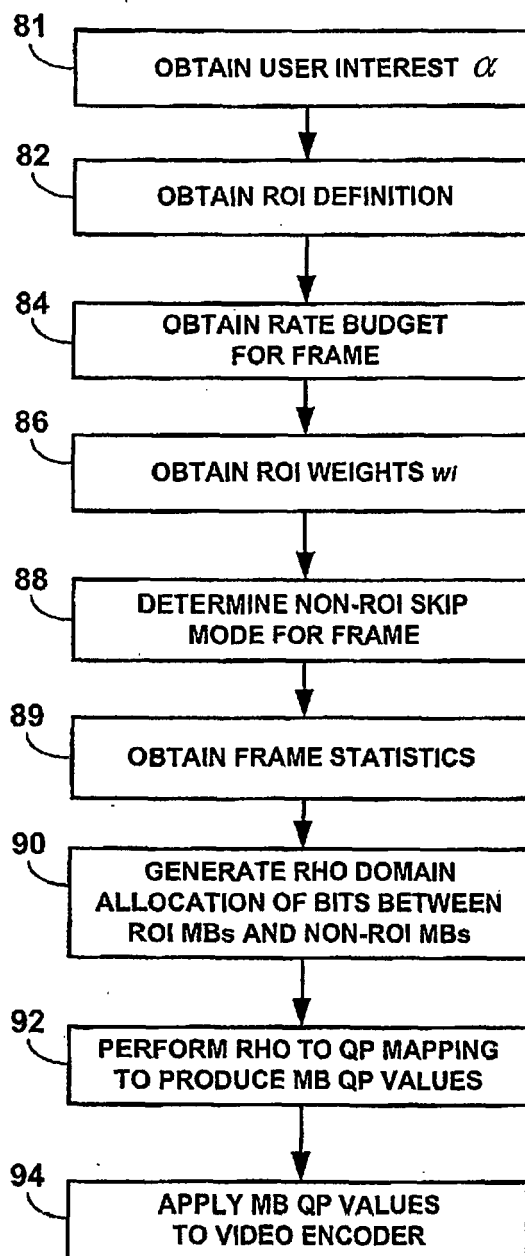 81
OBTAIN USER INTEREST α
82
OBTAIN ROI DEFINITION
84
OBTAIN RATE BUDGET
FOR FRAME
86
OBTAIN ROI WEIGHTS wi
88
DETERMINE NON-ROI SKIP
MODE FOR FRAME
89
OBTAIN FRAME STATISTICS
90
GENERATE RHO DOMAIN
ALLOCATION OF BITS BETWEEN
ROI MBs AND NON-ROI MBs
92
PERFORM RHO TO QP MAPPING
TO PRODUCE MB QP VALUES
94
APPLY MB QP VALUES
TO VIDEO ENCODER